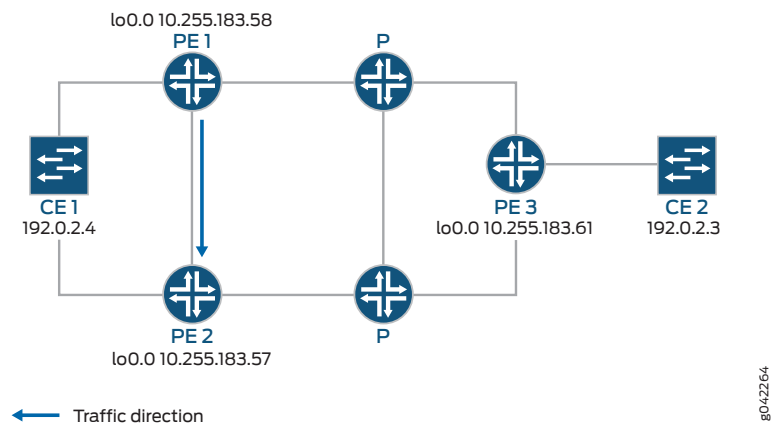 lo0.0 10.255.183.58
PE 1
P
CE 1
192.0.2.4
PE 3
lo0.0 10.255.183.61
CE 2
192.0.2.3
PE 2
lo0.0 10.255.183.57
P
Traffic direction
g042264